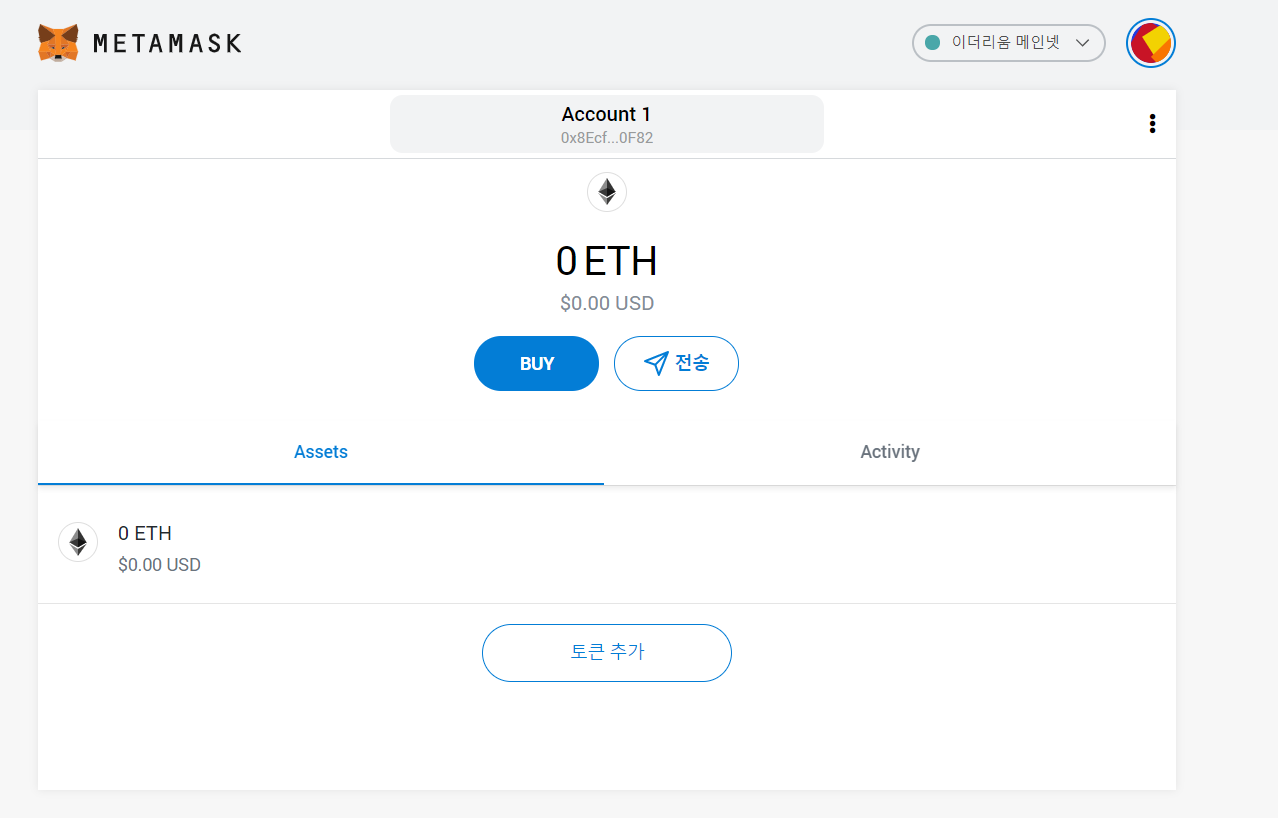 METAMASK
이더리움 메인넷
Account 1
0x8Ecf...0F82
0 ETH
$0.00 USD
BUY
전송
Assets
Activity
0 ETH
$0.00 USD
토큰 추가